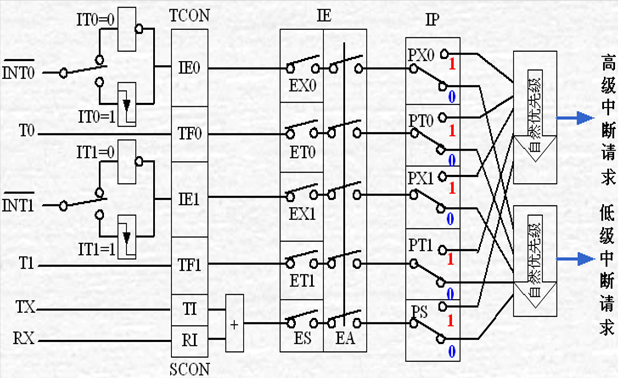 TCON IE IP
IT0=0
INT0
IT0=1
IE0
EX0
PX0
1
0
T0
TF0
ET0
PT0
1
0
IT1=0
INT1
IT1=1
IE1
EX1
PX1
1
0
T1
TF1
ET1
PT1
1
0
TX
TI
+
RX
RI
ES
EA
PS
1
0
SCON
自然优先级
高级中断请求
自然优先级
低级中断请求